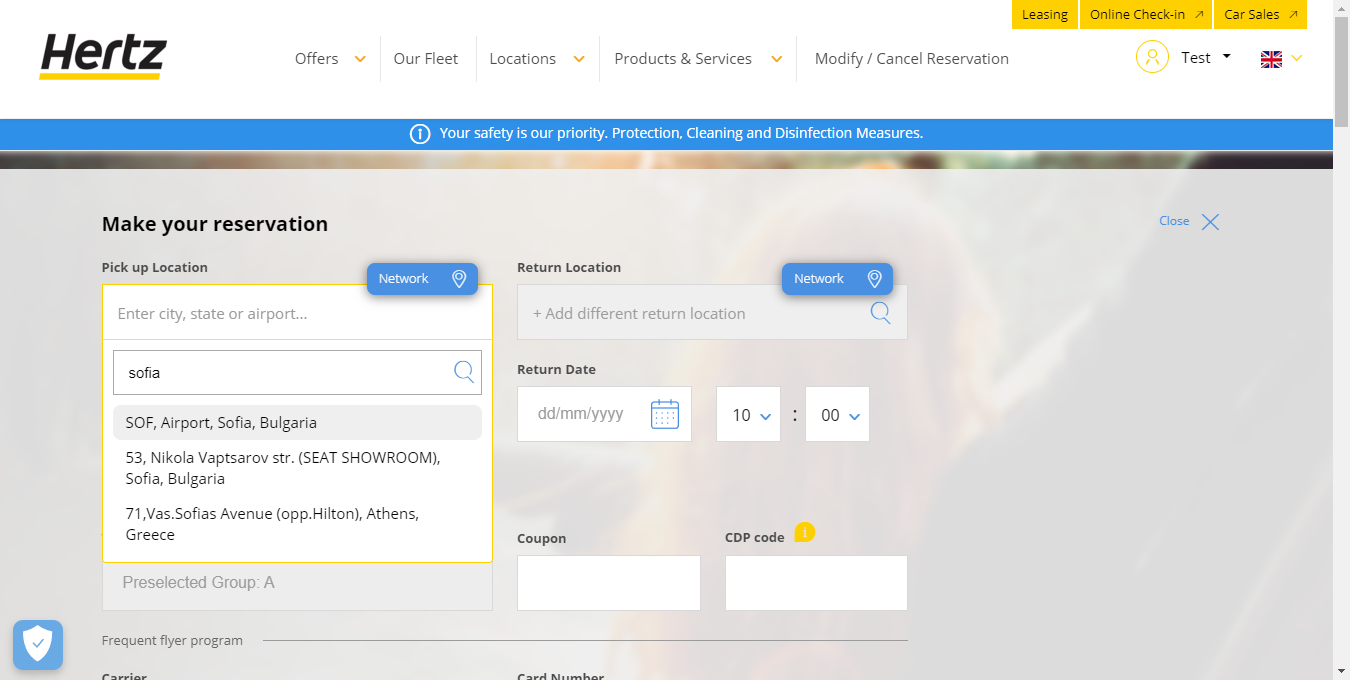 Leasing
Online Check-in
Car Sales
Hertz
Offers
Our Fleet
Locations
Products & Services
Modify / Cancel Reservation
Test
Your safety is our priority. Protection, Cleaning and Disinfection Measures.
Make your reservation
Close
Pick up Location
Network
Enter city, state or airport...
sofia
SOF, Airport, Sofia, Bulgaria
53, Nikola Vaptsarov str. (SEAT SHOWROOM),
Sofia, Bulgaria
71,Vas.Sofias Avenue (opp.Hilton), Athens,
Greece
Preselected Group: A
Return Location
Network
+ Add different return location
Return Date
dd/mm/yyyy
10
:
00
Coupon
CDP code
i
Frequent flyer program
Carrier
Card Number